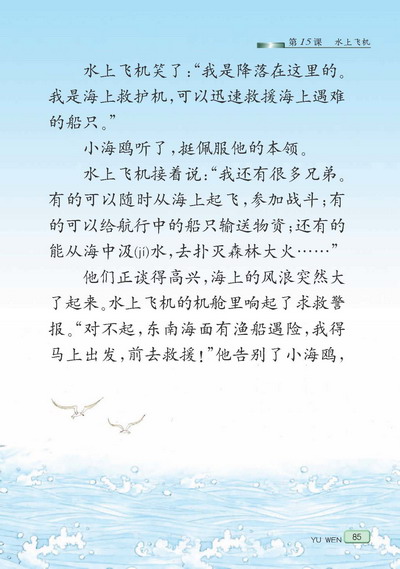 第15课 水上飞机
水上飞机笑了：“我是降落在这里的。
我是海上救护机，可以迅速救援海上遇难
的船只。”
小海鸥听了，挺佩服他的本领。
水上飞机接着说：“我还有很多兄弟。
有的可以随时从海上起飞，参加战斗；有
的可以给航行中的船只输送物资；还有的
能从海中汲(jí)水，去扑灭森林大火……”
他们正谈得高兴，海上的风浪突然大
了起来。水上飞机的机舱里响起了求救警
报。“对不起，东南海面有渔船遇险，我得
马上出发，前去救援！”他告别了小海鸥，
YU WEN 85